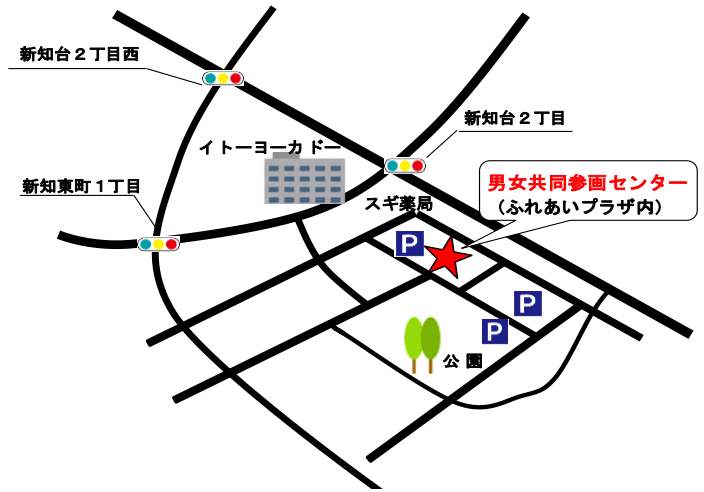 新知台２丁目西
新知台２丁目
イトーヨーカドー
新知東町１丁目
スギ薬局
男女共同参画センター
（ふれあいプラザ内）
P
P
P
公園